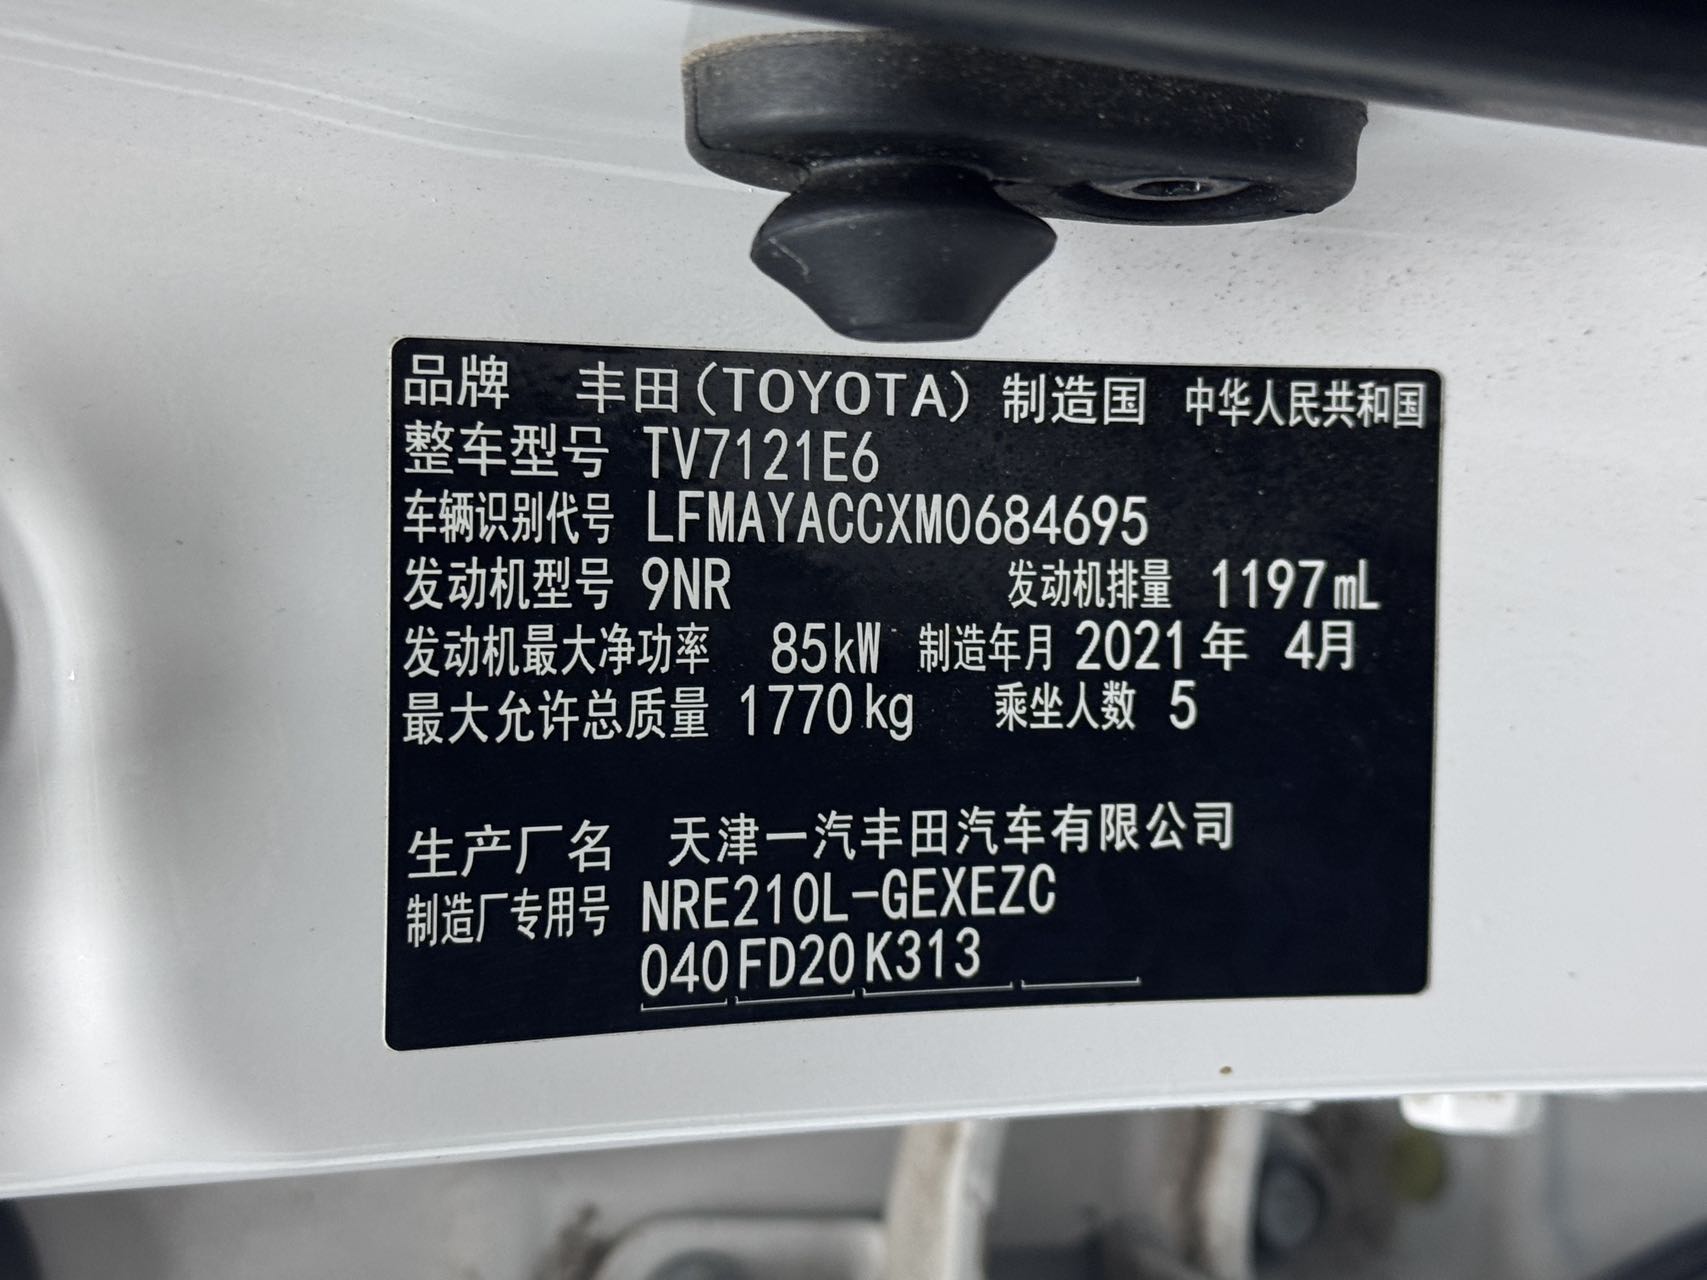 品牌 丰田(TOYOTA) 制造国 中华人民共和国
整车型号 TV7121E6
车辆识别代号 LFMAYACCXM0684695
发动机型号 9NR 发动机排量 1197mL
发动机最大净功率 85kW 制造年月 2021年 4月
最大允许总质量 1770kg 乘坐人数 5
生产厂名 天津一汽丰田汽车有限公司
制造厂专用号 NRE210L-GEXEZC
040 FD20 K313